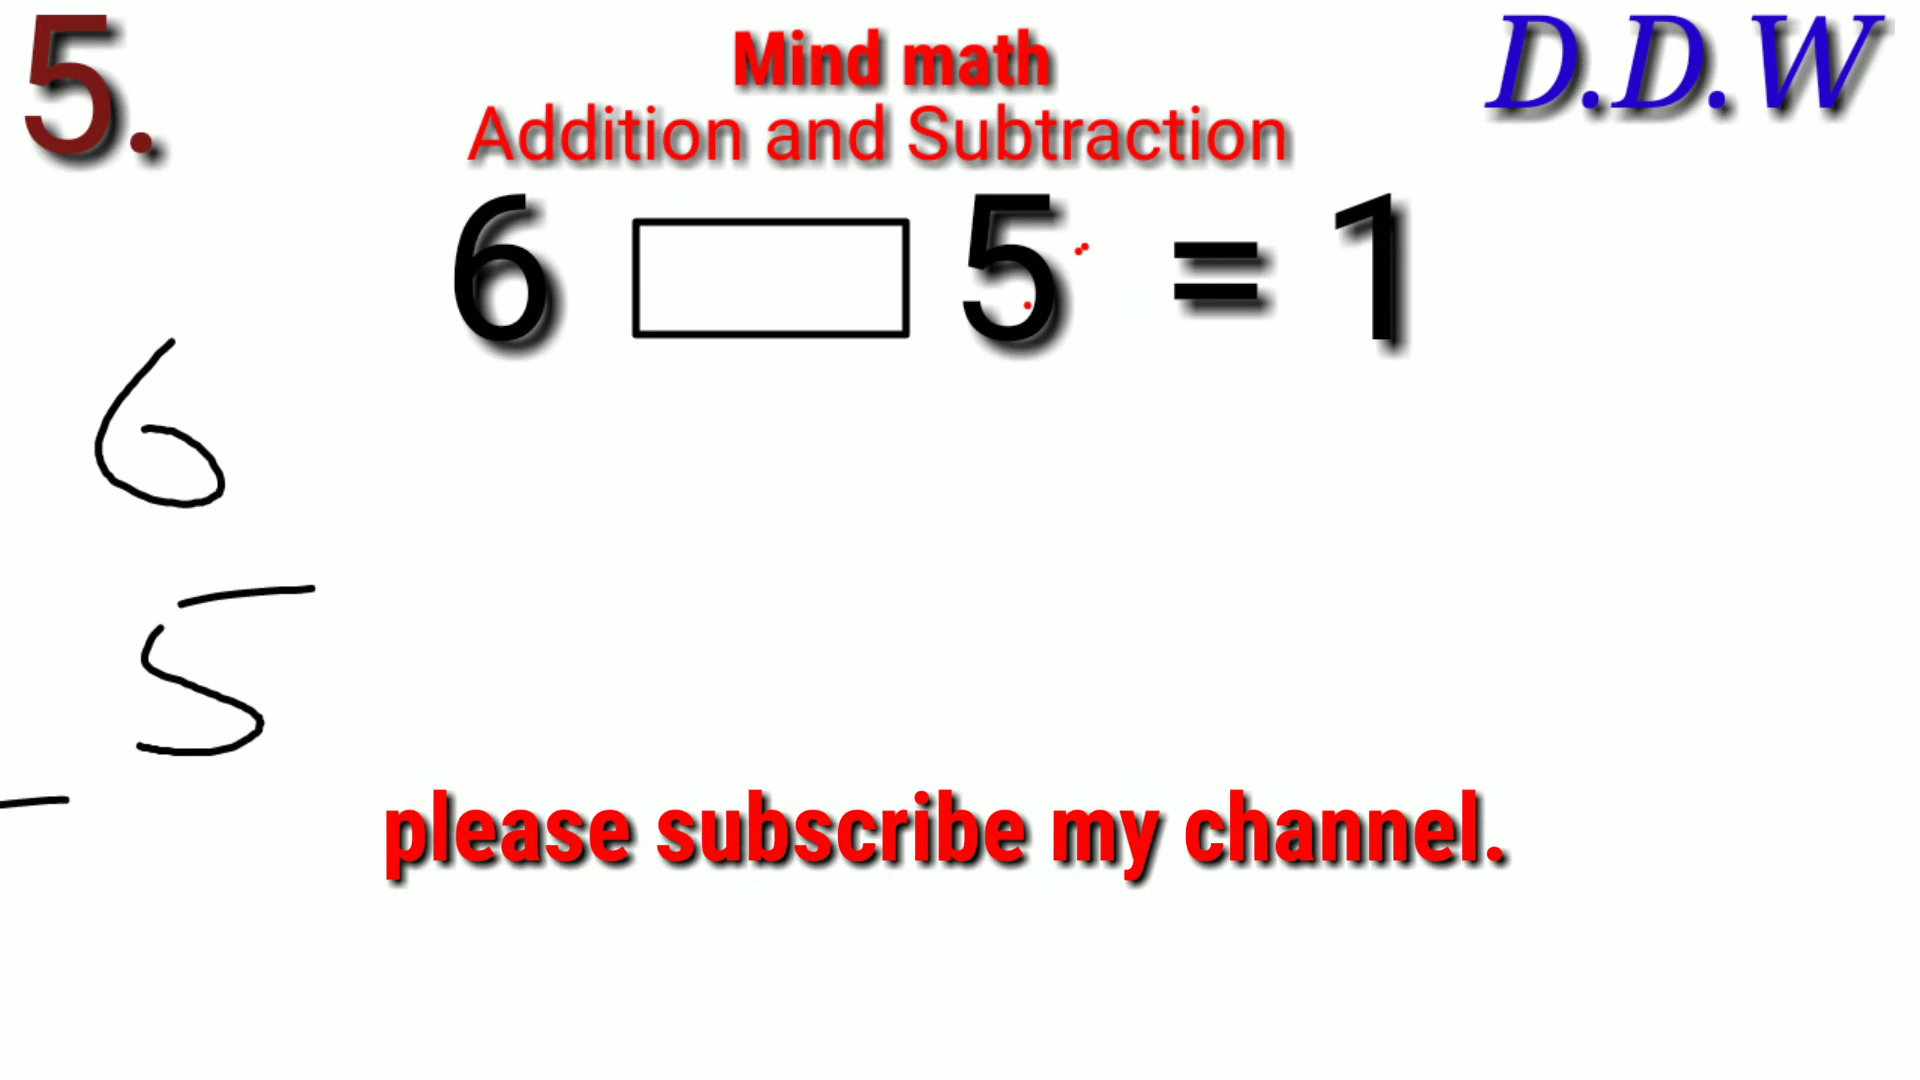 5.
Mind math
D.D.W
Addition and Subtraction
6 5 = 1
6
5
please subscribe my channel.